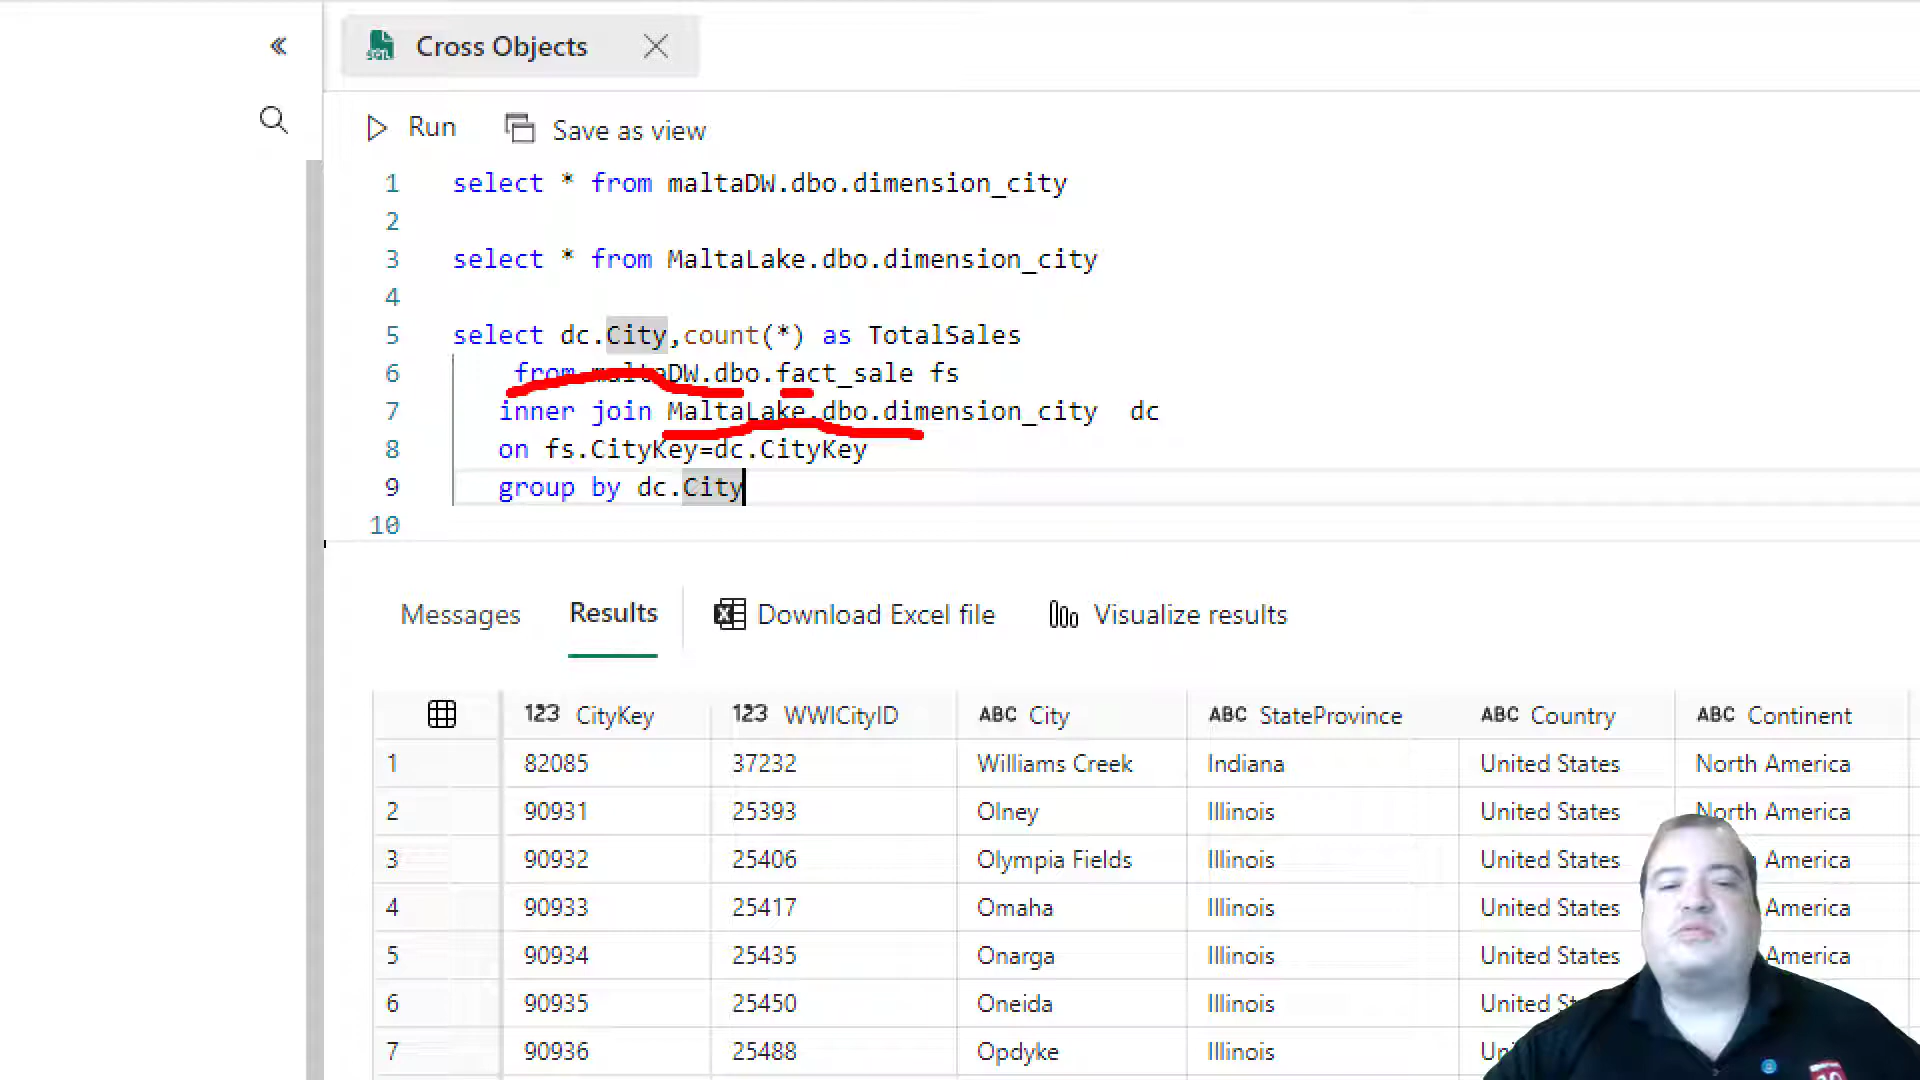 Cross Objects
Run Save as view
1 select * from maltaDW.dbo.dimension_city
2
3 select * from MaltaLake.dbo.dimension_city
4
5 select dc.City,count(*) as TotalSales
6 from maltaDW.dbo.fact_sale fs
7 inner join MaltaLake.dbo.dimension_city dc
8 on fs.CityKey=dc.CityKey
9 group by dc.City
10
Messages Results Download Excel file Visualize results
123 CityKey 123 WWICityID ABC City ABC StateProvince ABC Country ABC Continent
1 82085 37232 Williams Creek Indiana United States North America
2 90931 25393 Olney Illinois United States North America
3 90932 25406 Olympia Fields Illinois United States America
4 90933 25417 Omaha Illinois United States America
5 90934 25435 Onarga Illinois United States America
6 90935 25450 Oneida Illinois United America
7 90936 25488 Opdyke Illinois